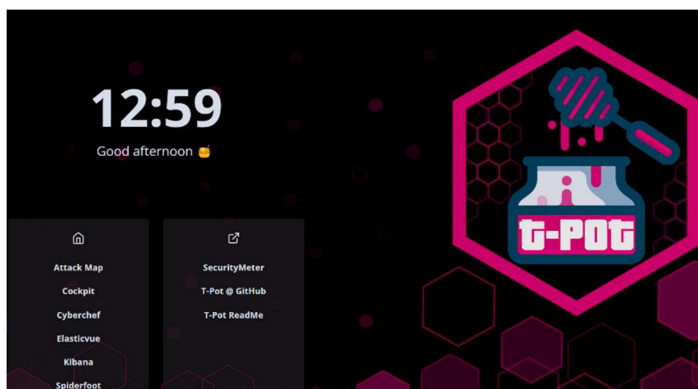 12:59
Good afternoon
Attack Map
Cockpit
Cyberchef
Elasticvue
Kibana
Spiderfoot
SecurityMeter
T-Pot @ GitHub
T-Pot ReadMe
t-POt